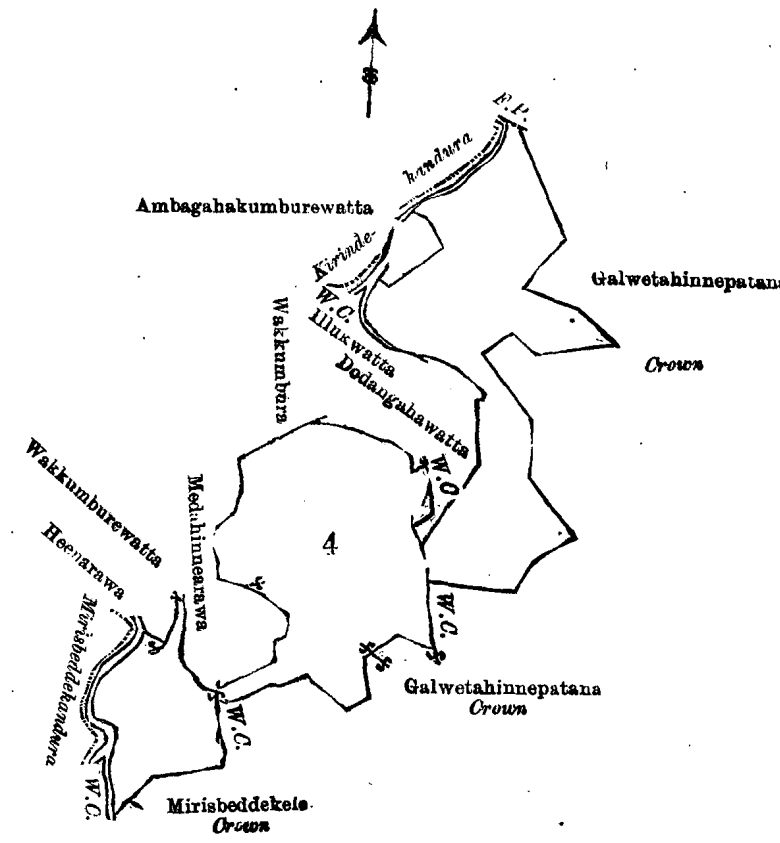 F. P.
kandura
Ambagahakumburewatta
Kirinde-
Galwetahinnepatana
W. C.
Illukwatta
Wakkumbura
Crown
Dodangahawatta
W. C
Wakkumburewatta
Medahinnearawa
4
Heenarawa
Mirisbeddekandura
W. C.
Galwetahinnepatana
Crown
W. C.
W. C.
Mirisbeddekele
Crown